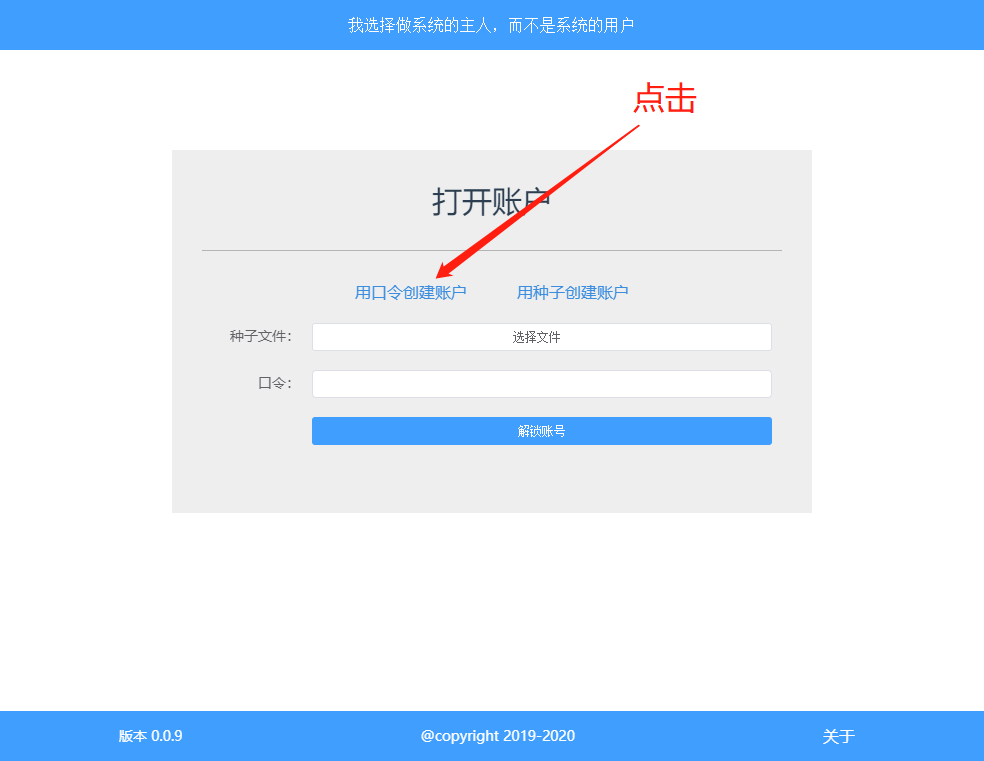 我选择做系统的主人，而不是系统的用户
点击
打开账户
用口令创建账户 用种子创建账户
种子文件： 选择文件
口令：
解锁账号
版本 0.0.9 @copyright 2019-2020 关于